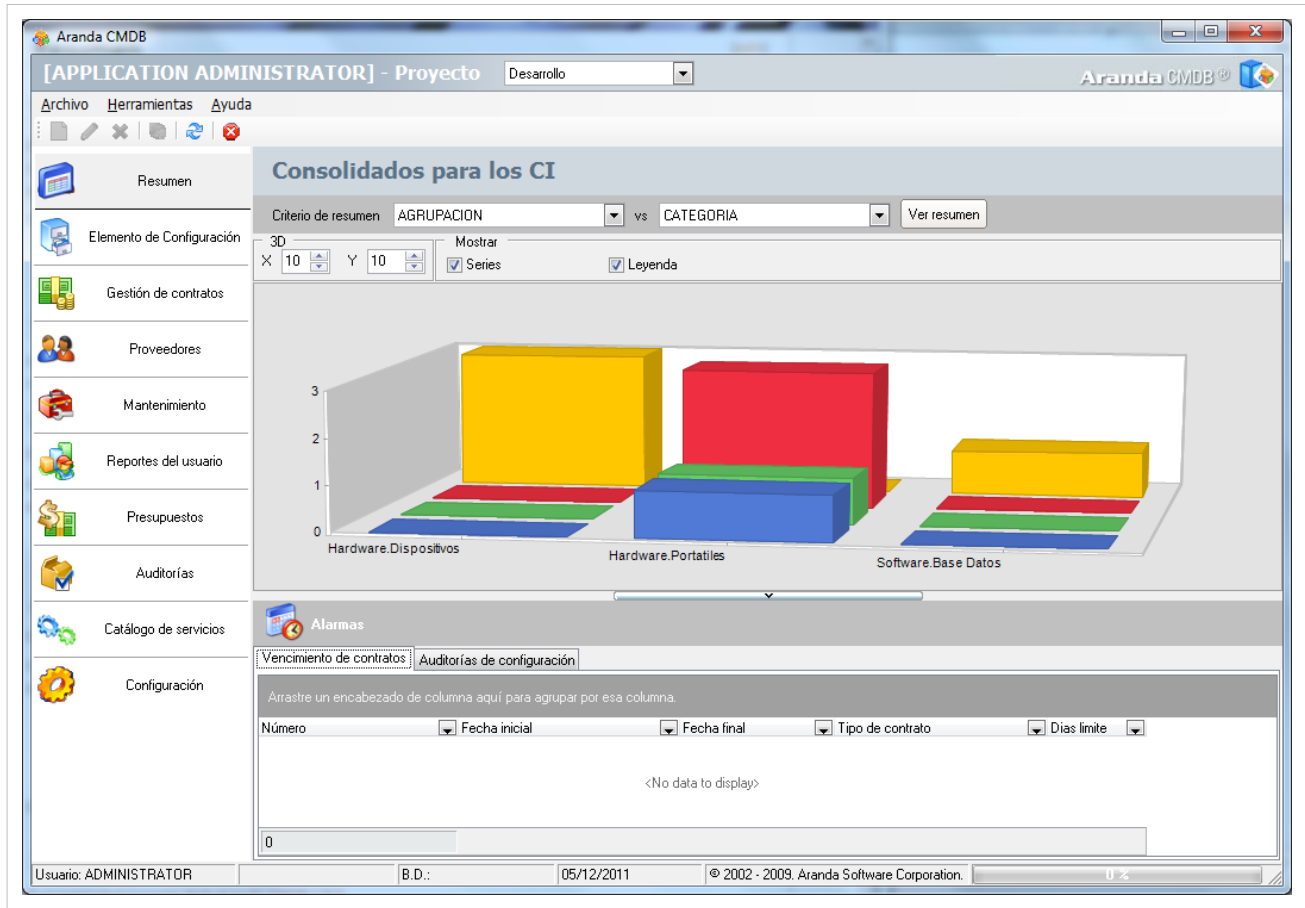 Aranda CMDB
[APPLICATION ADMINISTRATOR] - Proyecto Desarrollo
Aranda CMDB ®
Archivo Herramientas Ayuda
Resumen
Elemento de Configuración
Gestión de contratos
Proveedores
Mantenimiento
Reportes del usuario
Presupuestos
Auditorías
Catálogo de servicios
Configuración
Consolidados para los CI
Criterio de resumen AGRUPACION vs CATEGORIA Ver resumen
3D
X 10 Y 10
Mostrar
Series Leyenda
3
2
1
0
Hardware.Dispositivos
Hardware.Portatiles
Software.Base Datos
Alarmas
Vencimiento de contratos Auditorías de configuración
Arrastre un encabezado de columna aquí para agrupar por esa columna.
Número Fecha inicial Fecha final Tipo de contrato Dias limite
<No data to display>
0
Usuario: ADMINISTRATOR B.D.: 05/12/2011 © 2002 - 2009. Aranda Software Corporation. 0 %